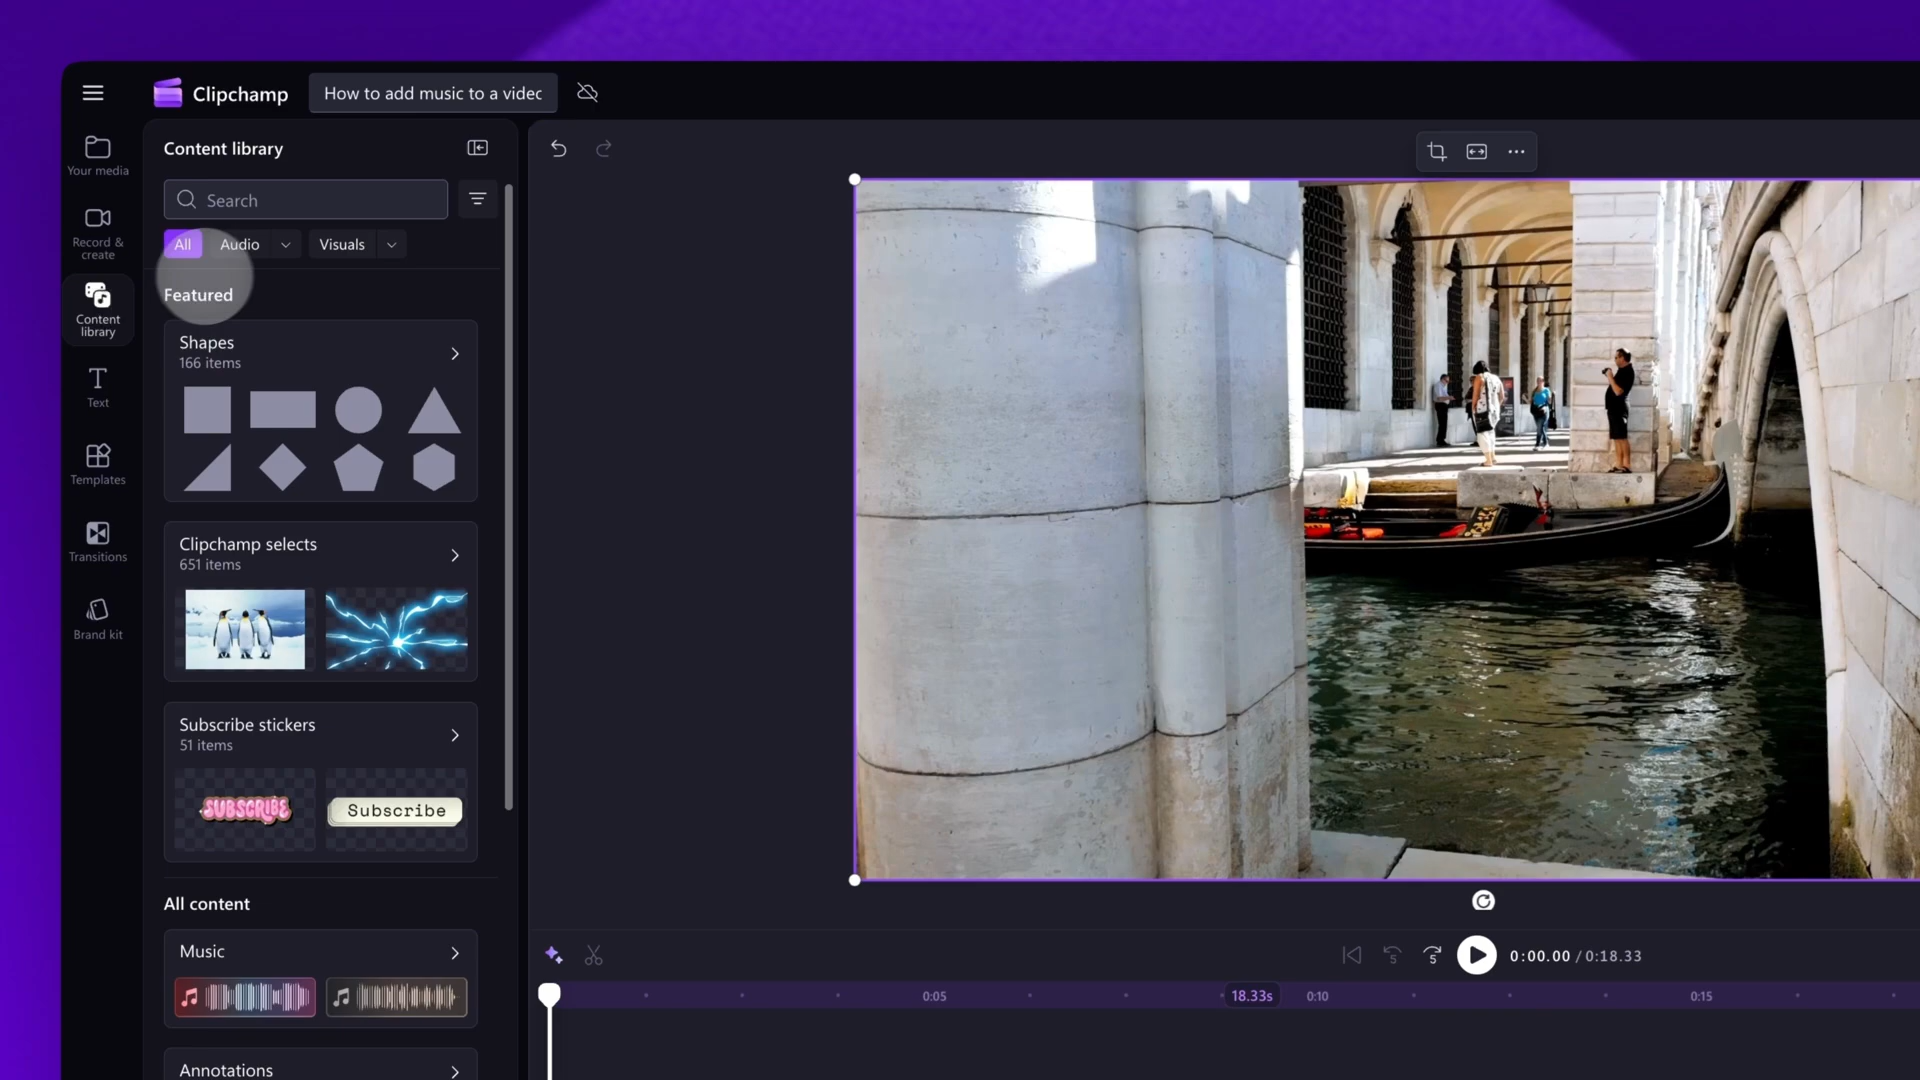 Clipchamp
How to add music to a videc
Your media
Record &
create
Content
library
Text
Templates
Transitions
Brand kit
Content library
Search
All Audio Visuals
Featured
Shapes
166 items
Clipchamp selects
651 items
Subscribe stickers
51 items
SUBSCRIBE Subscribe
All content
Music
Annotations
5 5 0:00.00 / 0:18.33
0:05 18.33s 0:10 0:15